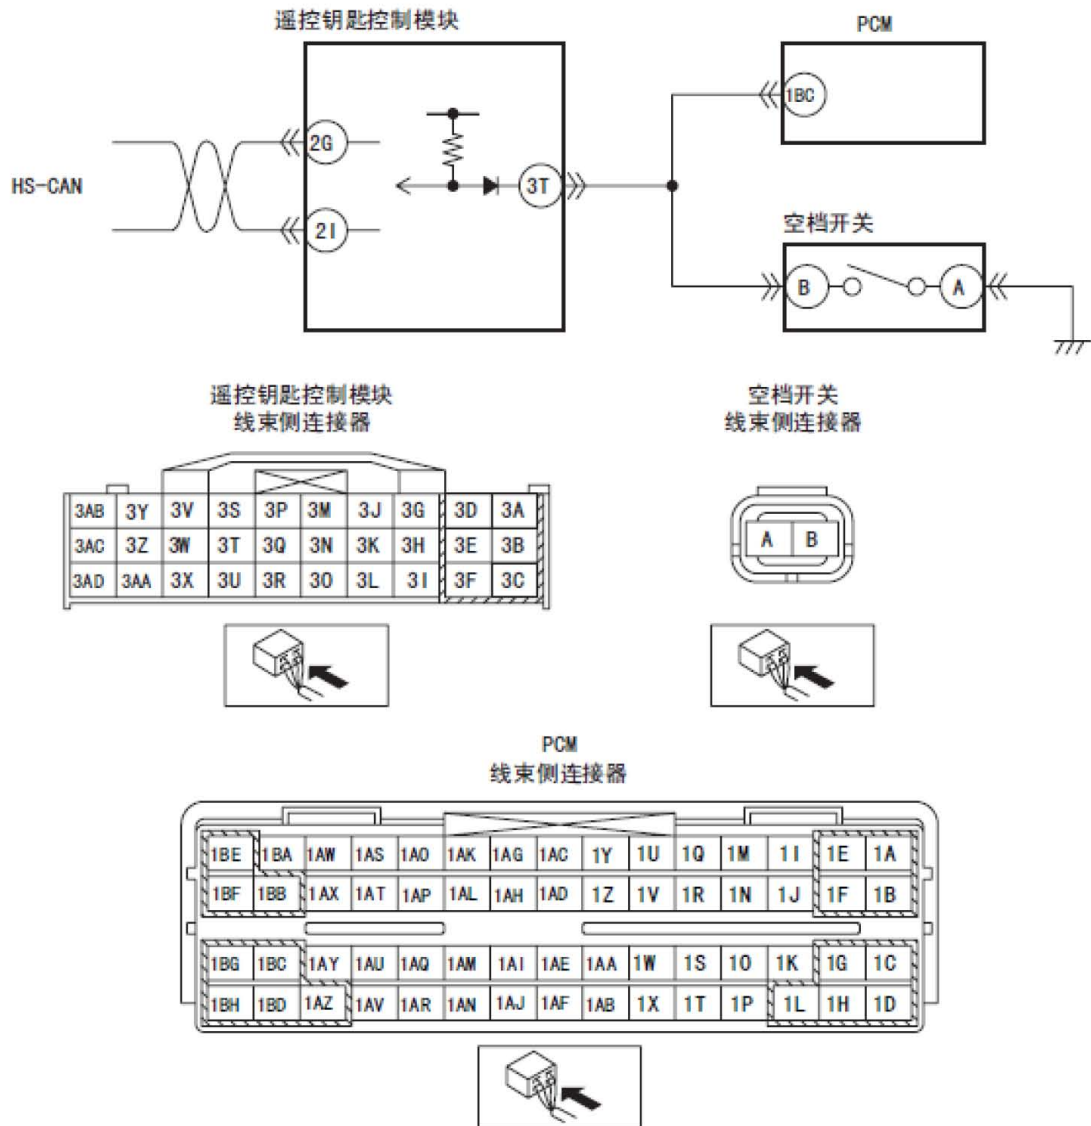 遥控钥匙控制模块
PCM
1BC
2G
HS-CAN
3T
2I
空档开关
B A
遥控钥匙控制模块
线束侧连接器
空档开关
线束侧连接器
3AB 3Y 3V 3S 3P 3M 3J 3G 3D 3A
3AC 3Z 3W 3T 3Q 3N 3K 3H 3E 3B
3AD 3AA 3X 3U 3R 3O 3L 3I 3F 3C
A B
PCM
线束侧连接器
1BE 1BA 1AW 1AS 1AO 1AK 1AG 1AC 1Y 1U 1Q 1M 1I 1E 1A
1BF 1BB 1AX 1AT 1AP 1AL 1AH 1AD 1Z 1V 1R 1N 1J 1F 1B
1BG 1BC 1AY 1AU 1AQ 1AM 1AI 1AE 1AA 1W 1S 1O 1K 1G 1C
1BH 1BD 1AZ 1AV 1AR 1AN 1AJ 1AF 1AB 1X 1T 1P 1L 1H 1D